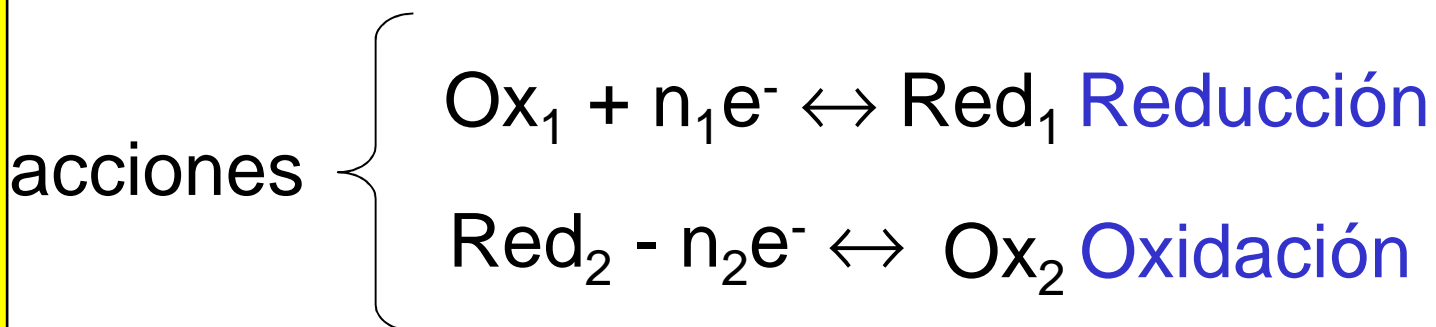 Ox₁ + n₁e⁻ ↔ Red₁ Reducción
acciones
Red₂ - n₂e⁻ ↔ Ox₂ Oxidación